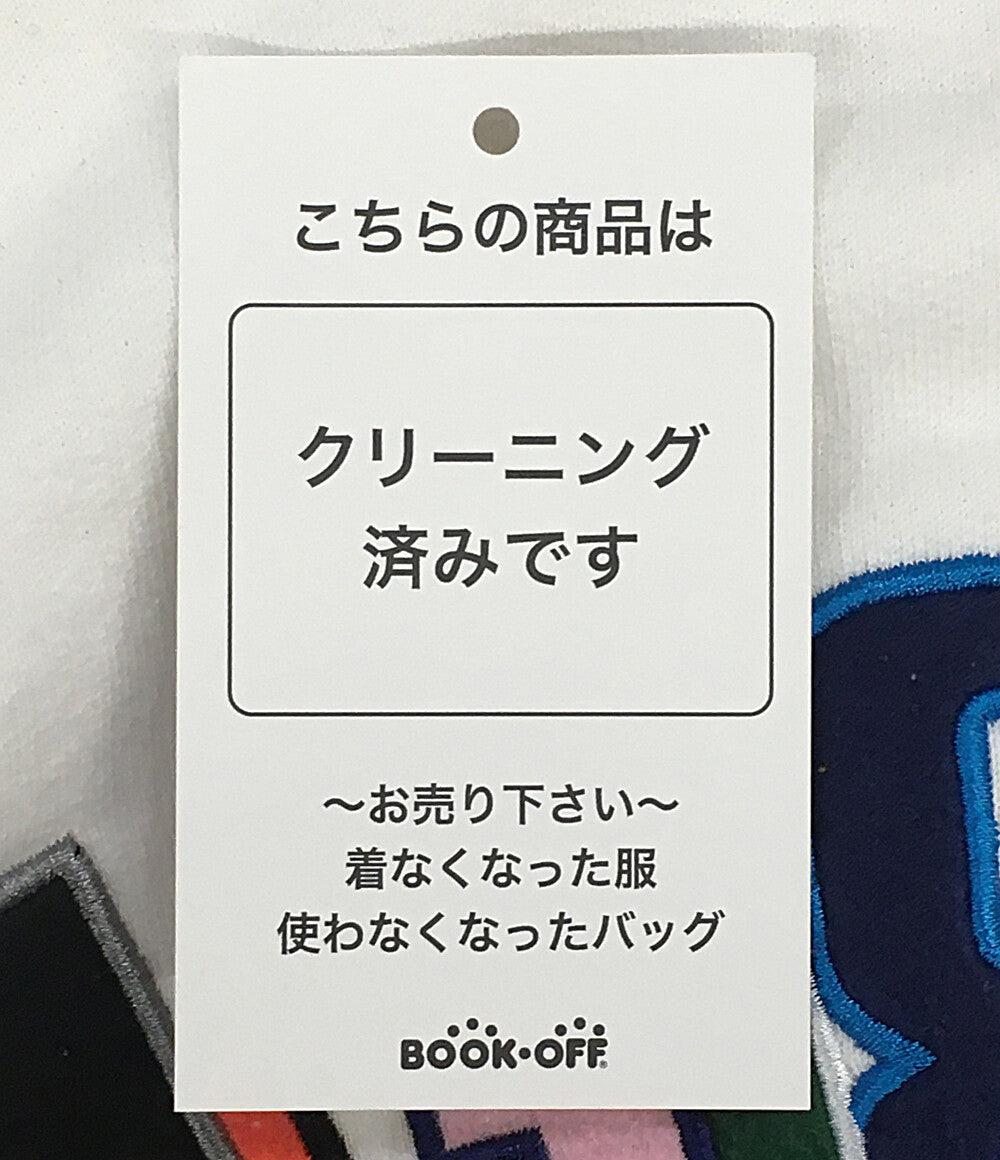 こちらの商品は
クリーニング
済みです
～お売り下さい～
着なくなった服
使わなくなったバッグ
BOOK・OFF®